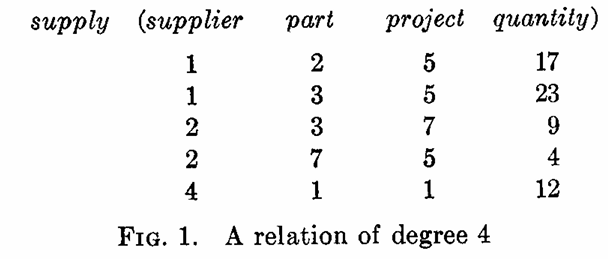 supply (supplier part project quantity)
1 2 5 17
1 3 5 23
2 3 7 9
2 7 5 4
4 1 1 12
FIG. 1. A relation of degree 4